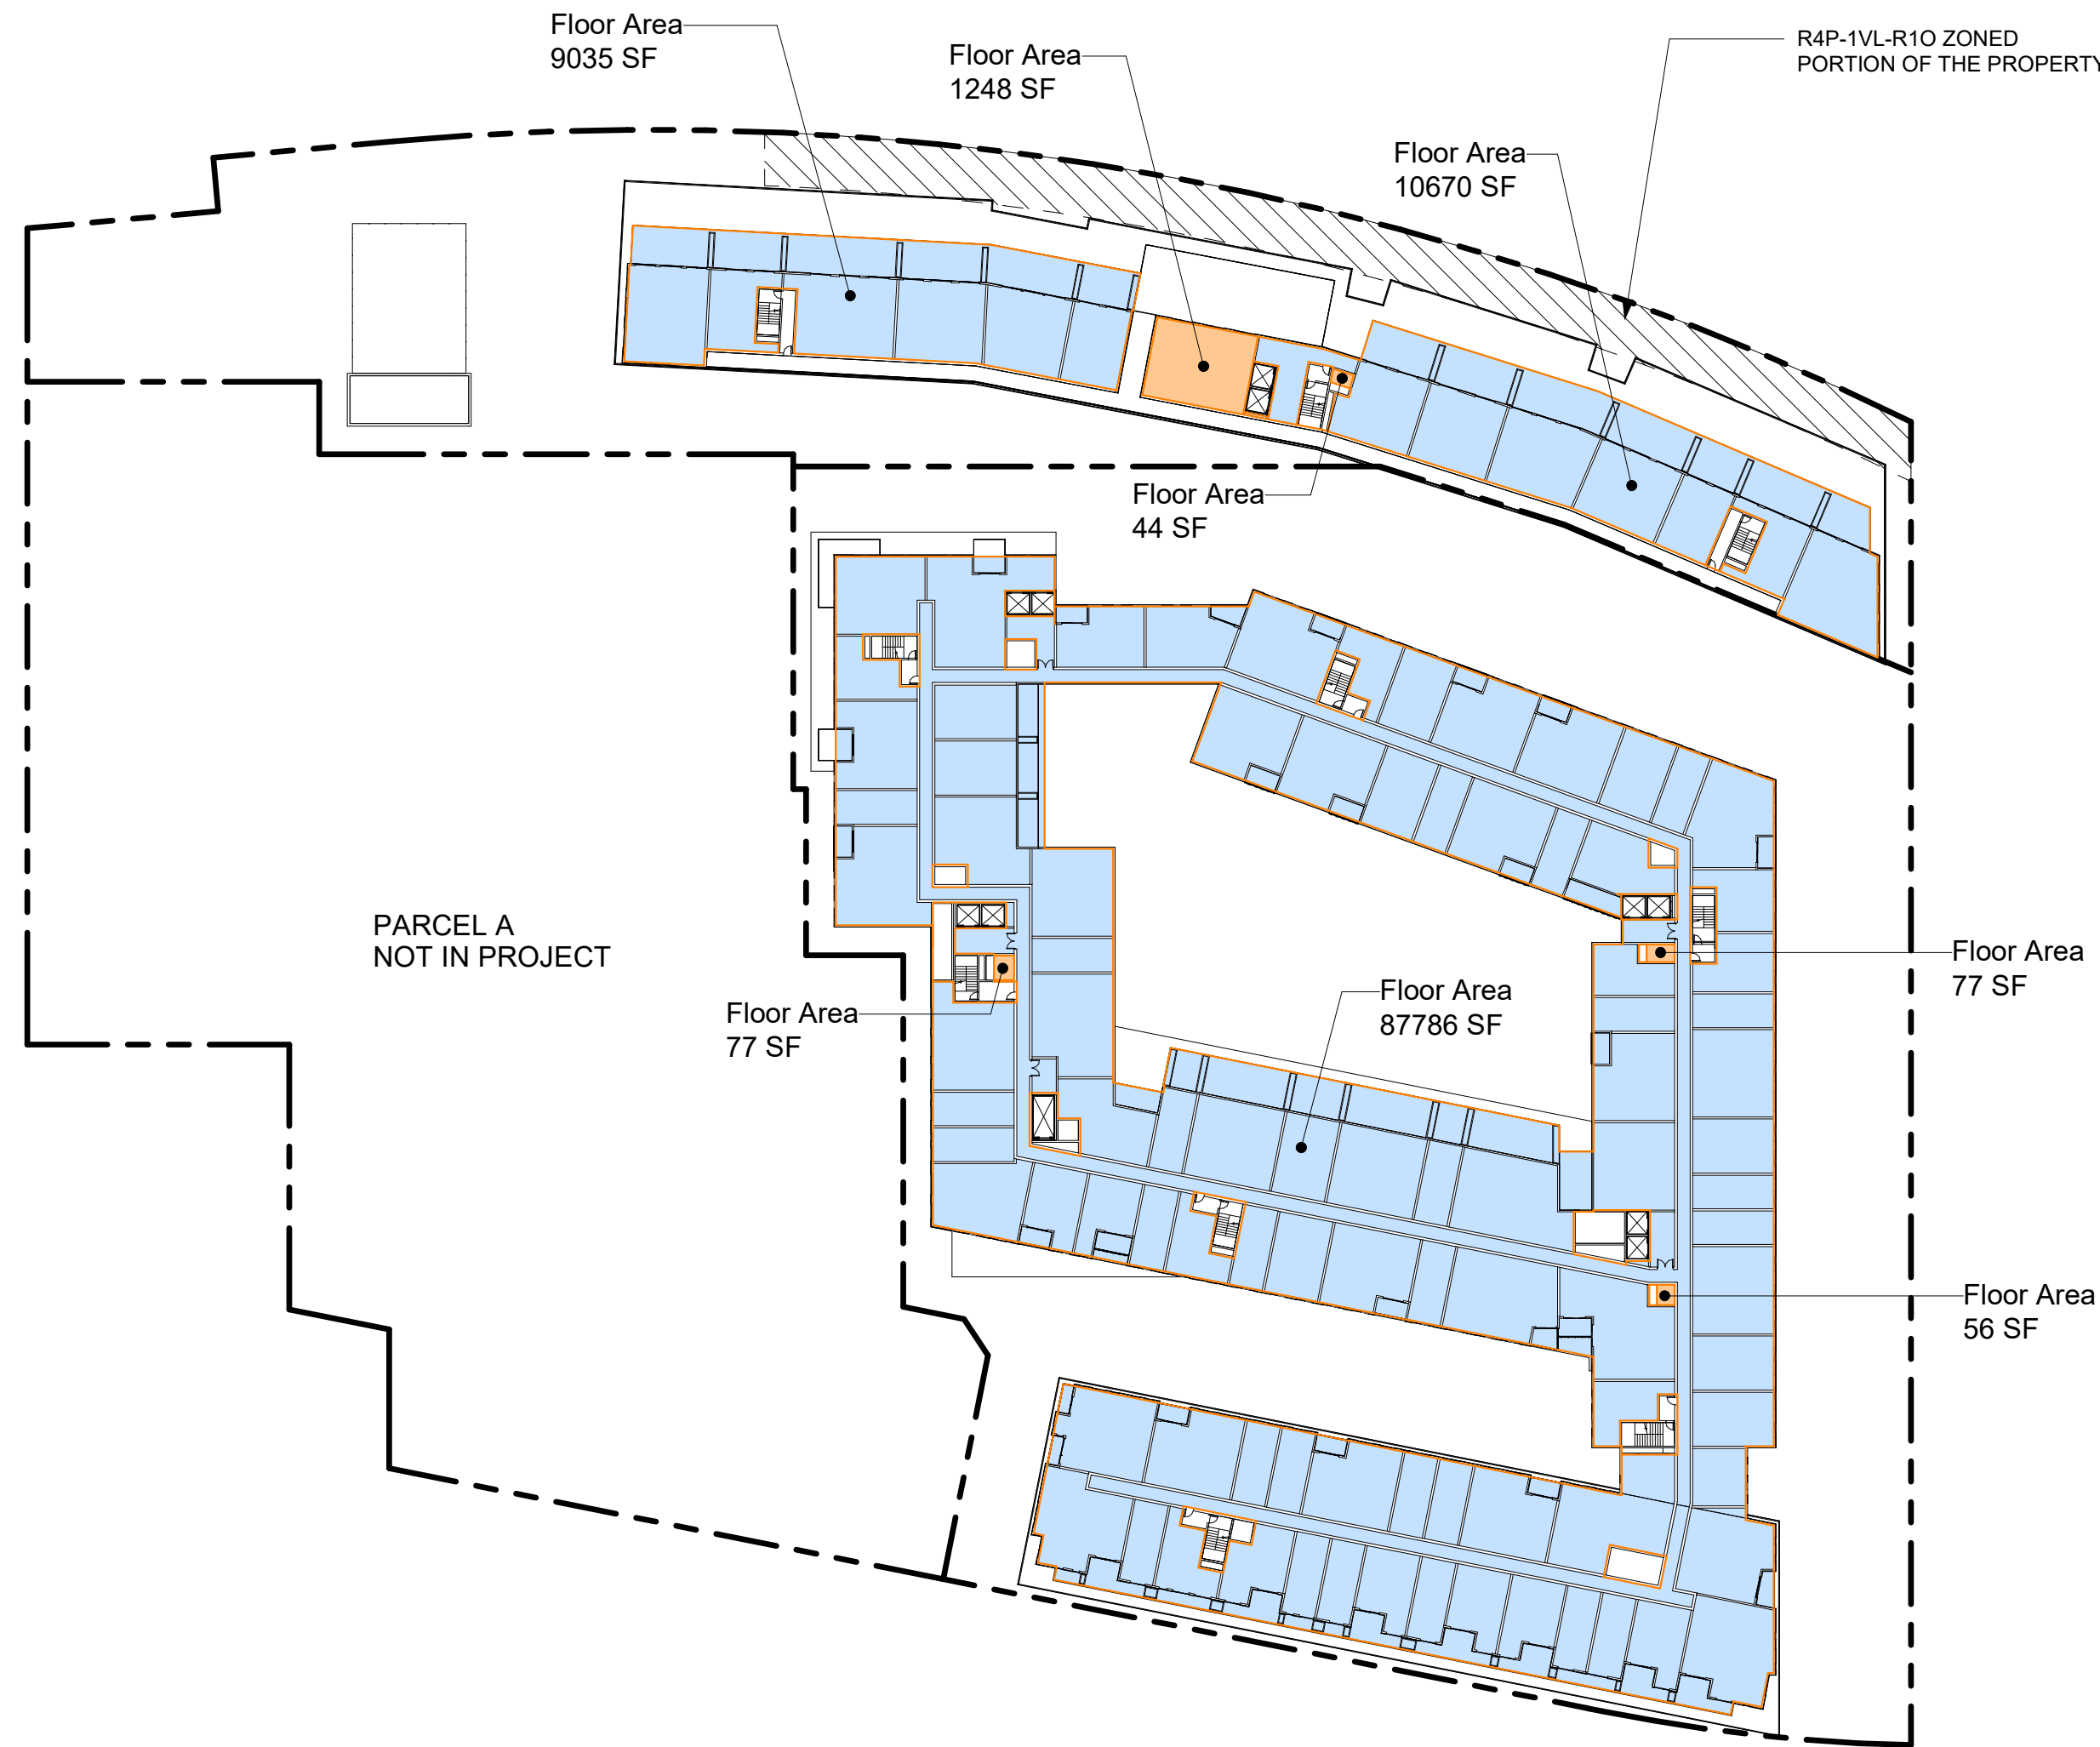 Floor Area
9035 SF
Floor Area
1248 SF
R4P-1VL-R1O ZONED
PORTION OF THE PROPERTY
Floor Area
10670 SF
Floor Area
44 SF
PARCEL A
NOT IN PROJECT
Floor Area
77 SF
Floor Area
87786 SF
Floor Area
77 SF
Floor Area
56 SF